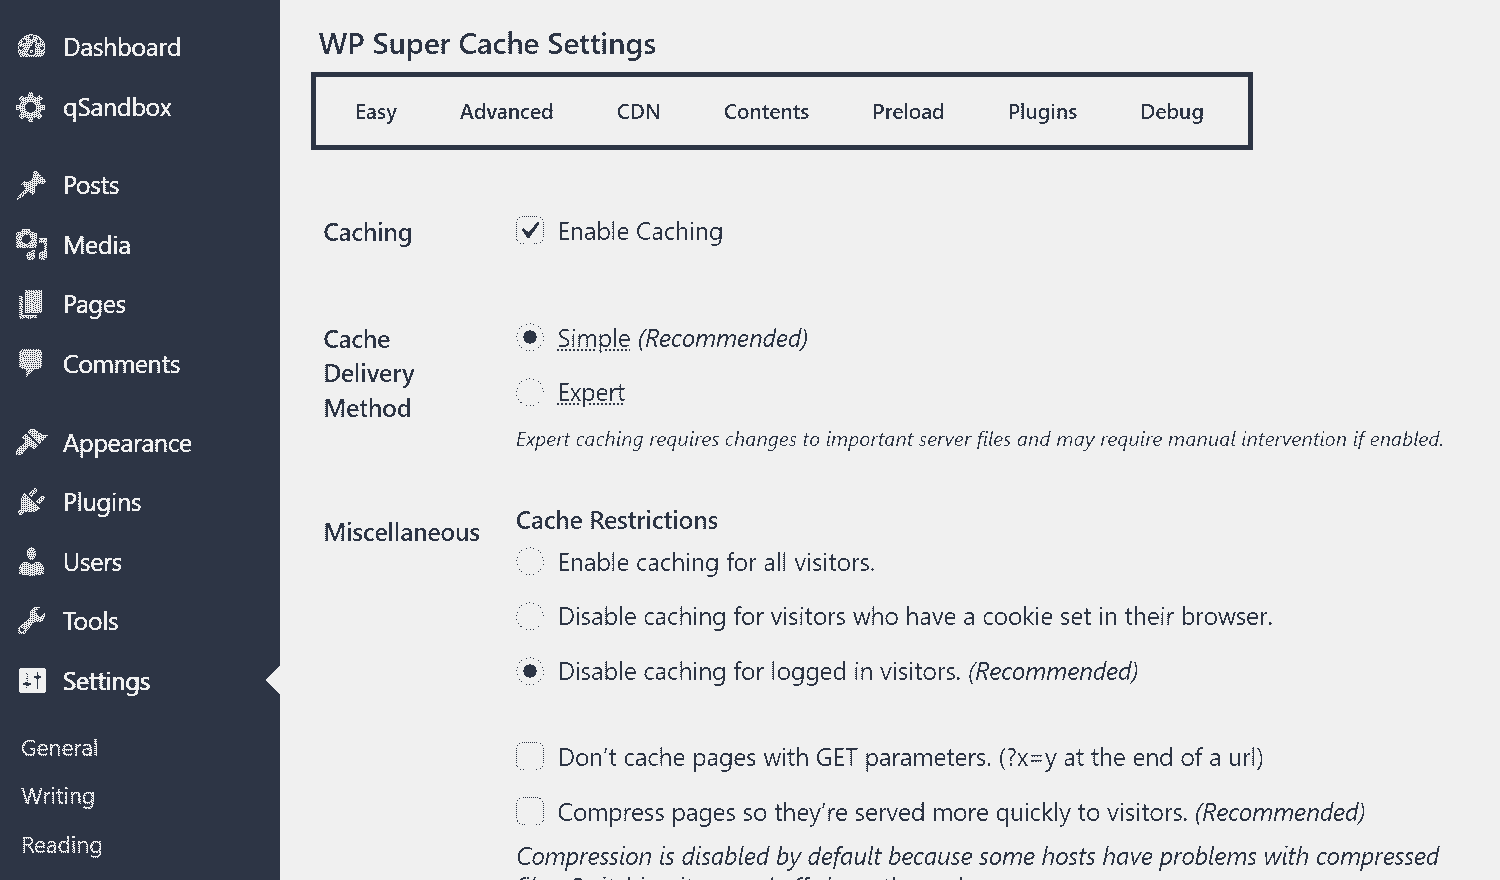 Dashboard
qSandbox
Posts
Media
Pages
Comments
Appearance
Plugins
Users
Tools
Settings
General
Writing
Reading
WP Super Cache Settings
Easy Advanced CDN Contents Preload Plugins Debug
Caching
Enable Caching
Cache
Delivery
Method
Simple (Recommended)
Expert
Expert caching requires changes to important server files and may require manual intervention if enabled.
Miscellaneous
Cache Restrictions
Enable caching for all visitors.
Disable caching for visitors who have a cookie set in their browser.
Disable caching for logged in visitors. (Recommended)
Don't cache pages with GET parameters. (?x=y at the end of a url)
Compress pages so they're served more quickly to visitors. (Recommended)
Compression is disabled by default because some hosts have problems with compressed